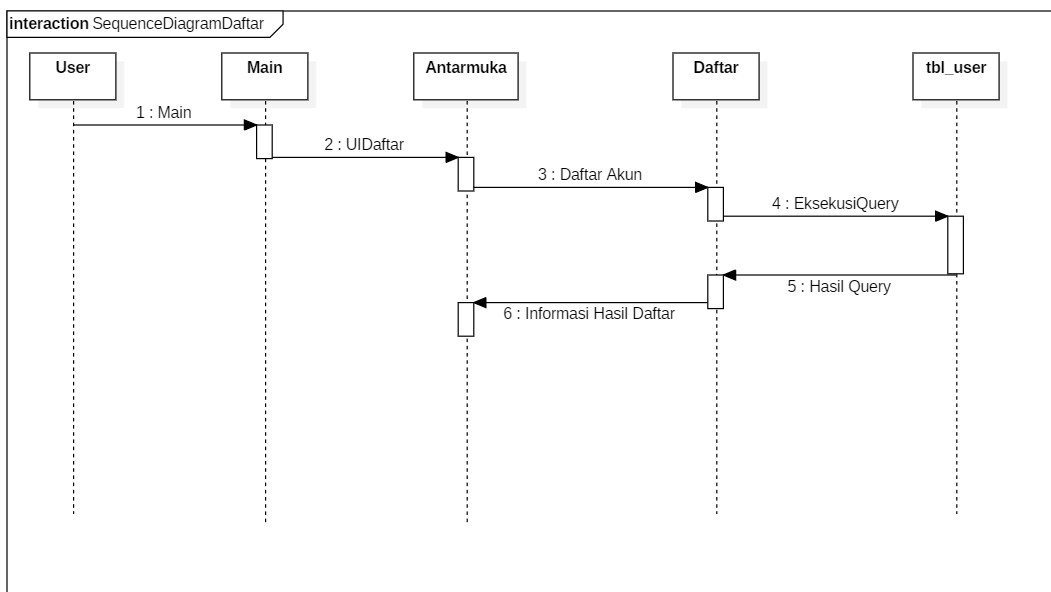 interaction SequenceDiagramDaftar
User
Main
Antarmuka
Daftar
tbl_user
1 : Main
2 : UIDaftar
3 : Daftar Akun
4 : EksekusiQuery
5 : Hasil Query
6 : Informasi Hasil Daftar